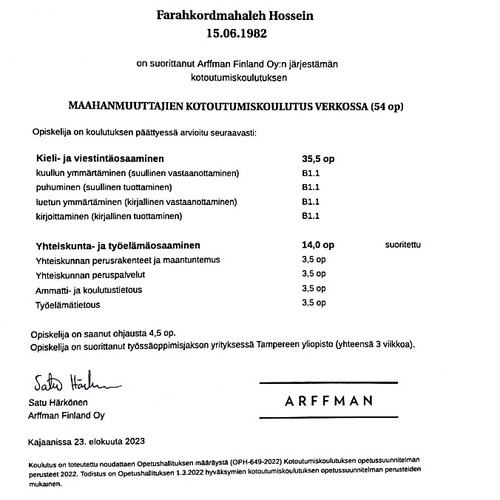 Farahkordmahaleh Hossein
15.06.1982
on suorittanut Arffman Finland Oy:n järjestämän
kotoutumiskoulutuksen
MAAHANMUUTTAJIEN KOTOUTUMISKOULUTUS VERKOSSA (54 op)
Opiskelija on koulutuksen päättyessä arvioitu seuraavasti:
Kieli- ja viestintäosaaminen 35,5 op
kuullun ymmärtäminen (suullinen vastaanottaminen) B1.1
puhuminen (suullinen tuottaminen) B1.1
luetun ymmärtäminen (kirjallinen vastaanottaminen) B1.1
kirjoittaminen (kirjallinen tuottaminen) B1.1
Yhteiskunta- ja työelämäosaaminen 14,0 op suoritettu
Yhteiskunnan perusrakenteet ja maantuntemus 3,5 op
Yhteiskunnan peruspalvelut 3,5 op
Ammatti- ja koulutustietous 3,5 op
Työelämätietous 3,5 op
Opiskelija on saanut ohjausta 4,5 op.
Opiskelija on suorittanut työssäoppimisjakson yrityksessä Tampereen yliopisto (yhteensä 3 viikkoa).
Satu Härkönen
Satu Härkönen
Arffman Finland Oy
ARFFMAN
Kajaanissa 23. elokuuta 2023
Koulutus on toteutettu noudattaen Opetushallituksen määräystä (OPH-649-2022) Kotoutumiskoulutuksen opetussuunnitelman
perusteet 2022. Todistus on Opetushallituksen 1.3.2022 hyväksymien kotoutumiskoulutuksen opetussuunnitelman perusteiden
mukainen.